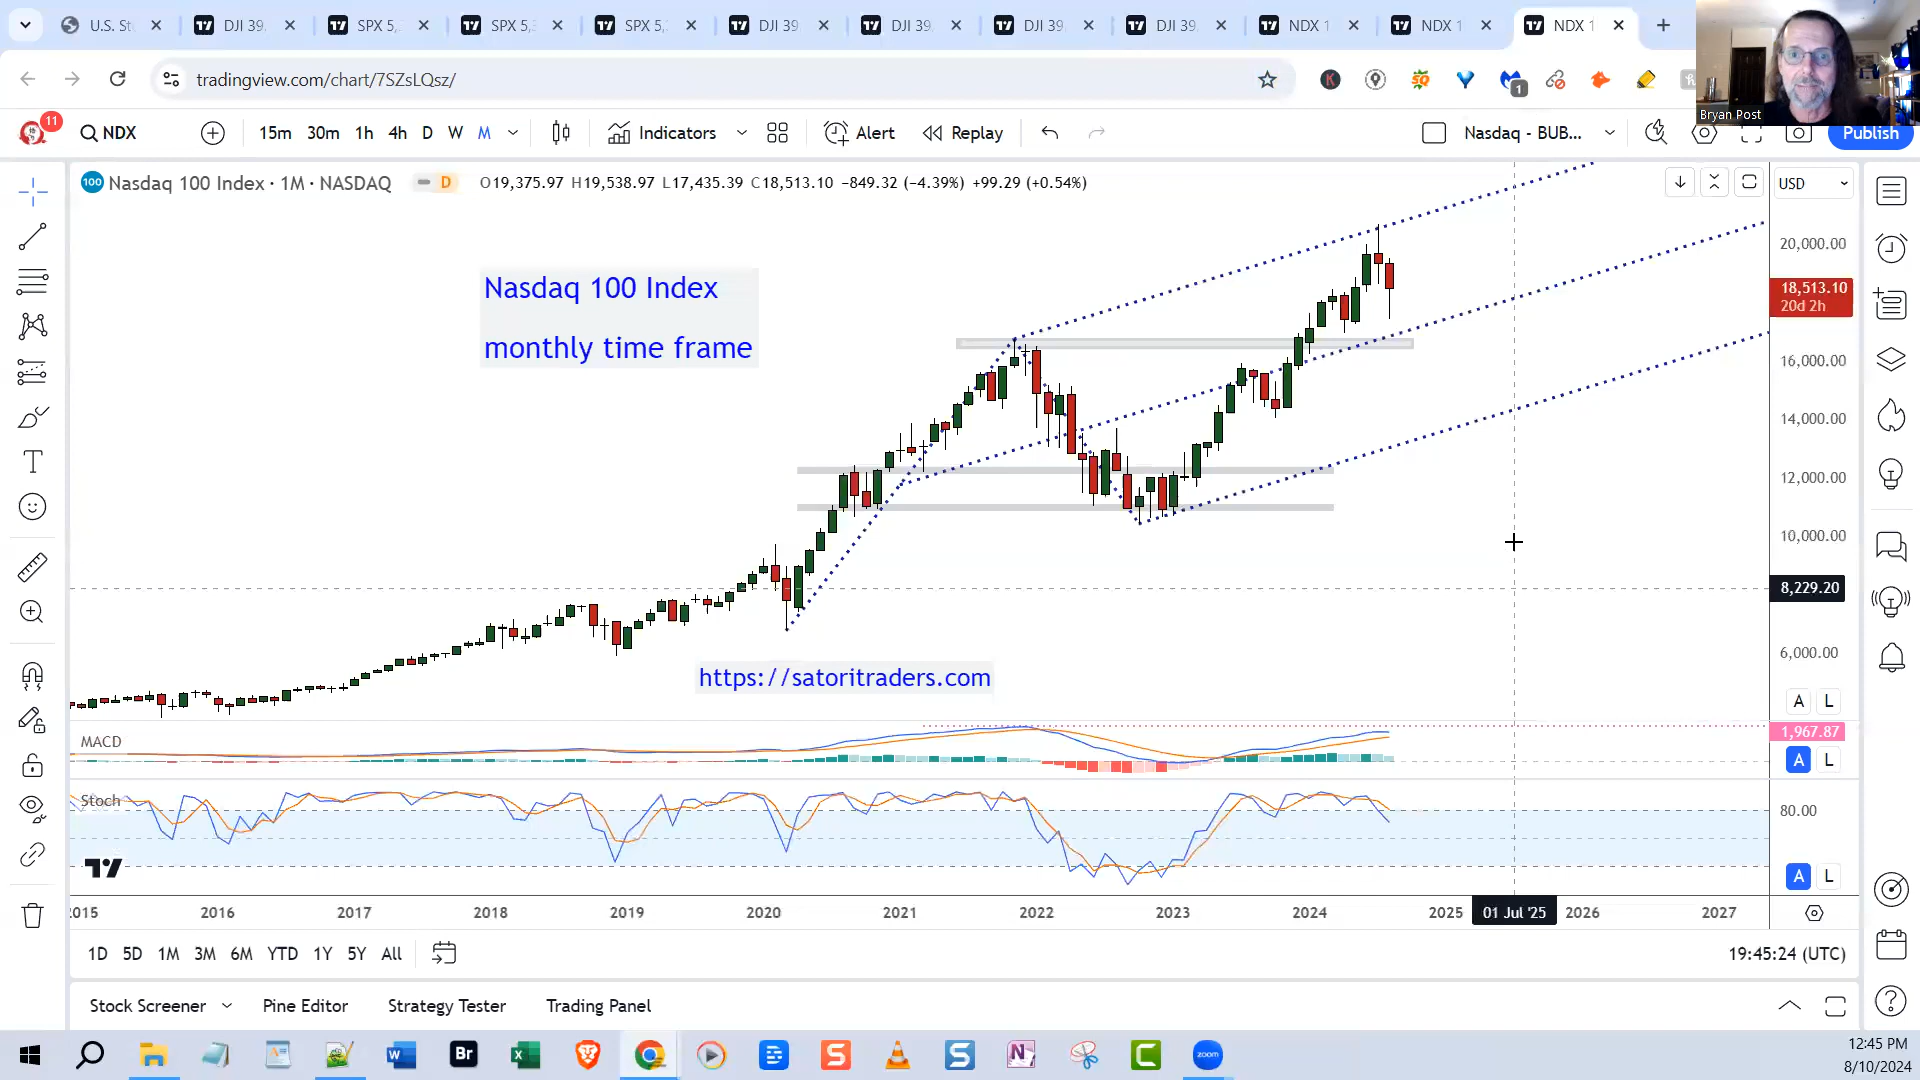 U.S. St
DJI 39
SPX 5,
SPX 5,
SPX 5,
DJI 39
DJI 39
DJI 39
DJI 39
NDX 1
NDX 1
NDX 1
tradingview.com/chart/7SZsLQsz/
1
Bryan Post
11
NDX
15m 30m 1h 4h D W M
Indicators
Alert
Replay
Nasdaq - BUB...
Publish
100 Nasdaq 100 Index · 1M · NASDAQ
D
O19,375.97 H19,538.97 L17,435.39 C18,513.10 −849.32 (−4.39%) +99.29 (+0.54%)
USD
Nasdaq 100 Index
monthly time frame
20,000.00
18,513.10
20d 2h
16,000.00
14,000.00
12,000.00
10,000.00
8,229.20
6,000.00
https://satoritraders.com
A L
MACD
1,967.87
A L
Stoch
80.00
A L
2015 2016 2017 2018 2019 2020 2021 2022 2023 2024 2025 01 Jul '25 2026 2027
1D 5D 1M 3M 6M YTD 1Y 5Y All
19:45:24 (UTC)
Stock Screener Pine Editor Strategy Tester Trading Panel
Br
zoom
12:45 PM
8/10/2024